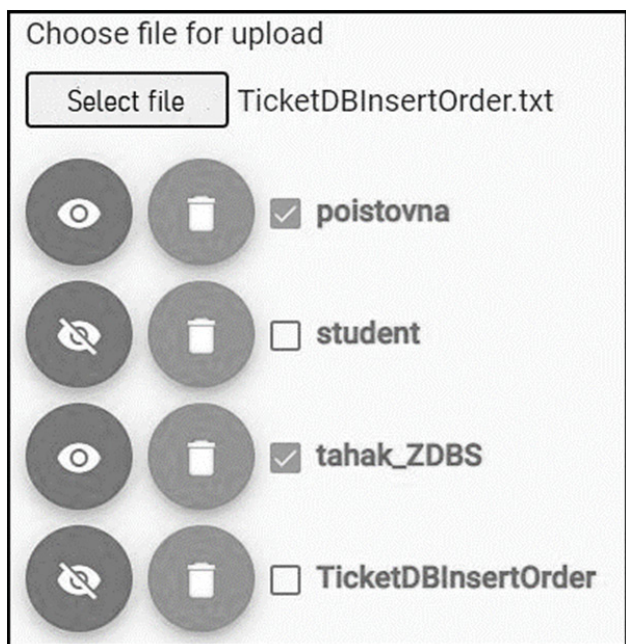 Choose file for upload
Select file TicketDBInsertOrder.txt
poistovna
student
tahak_ZDBS
TicketDBInsertOrder